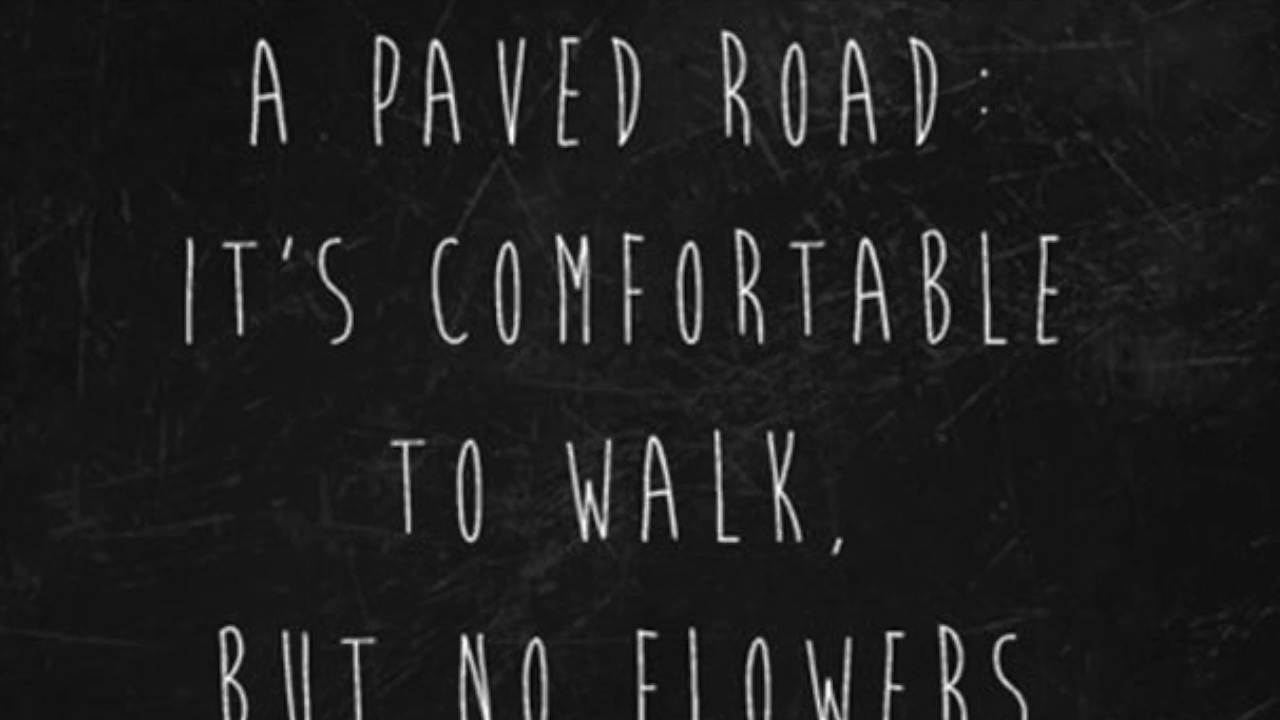 A PAVED ROAD:
IT'S COMFORTABLE
TO WALK,
BUT NO FLOWERS